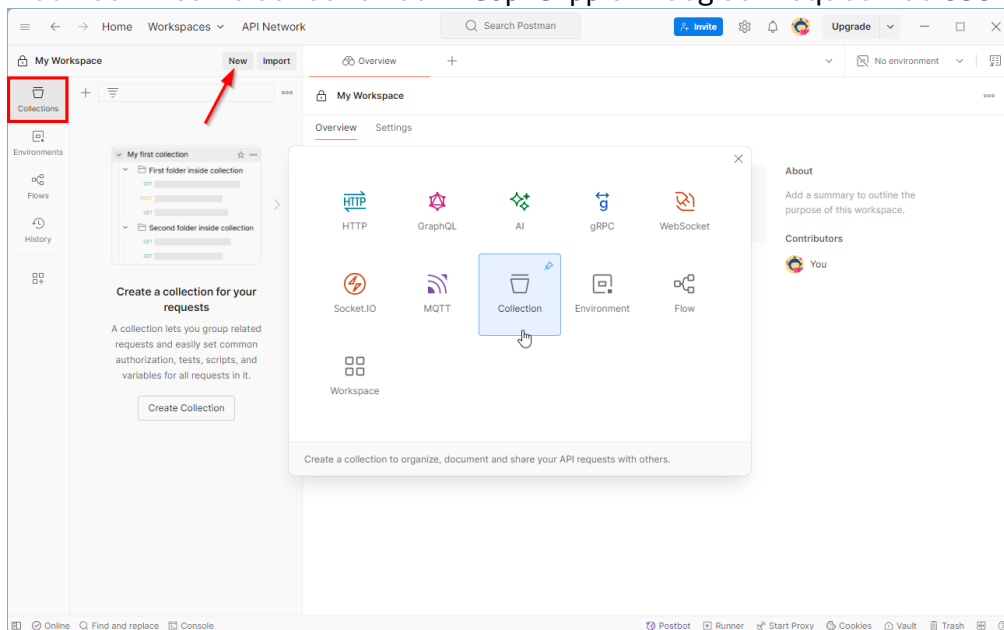 Home Workspaces API Network Search Postman Invite Upgrade
My Workspace New Import Overview No environment
Collections
Environments
Flows
History
My first collection
First folder inside collection
GET
POST
GET
Second folder inside collection
GET
GET
Create a collection for your
requests
A collection lets you group related
requests and easily set common
authorization, tests, scripts, and
variables for all requests in it.
Create Collection
My Workspace
Overview Settings
HTTP
HTTP GraphQL AI gRPC WebSocket
Socket.IO MQTT Collection Environment Flow
Workspace
Create a collection to organize, document and share your API requests with others.
About
Add a summary to outline the
purpose of this workspace.
Contributors
You
Online Find and replace Console Postbot Runner Start Proxy Cookies Vault Trash